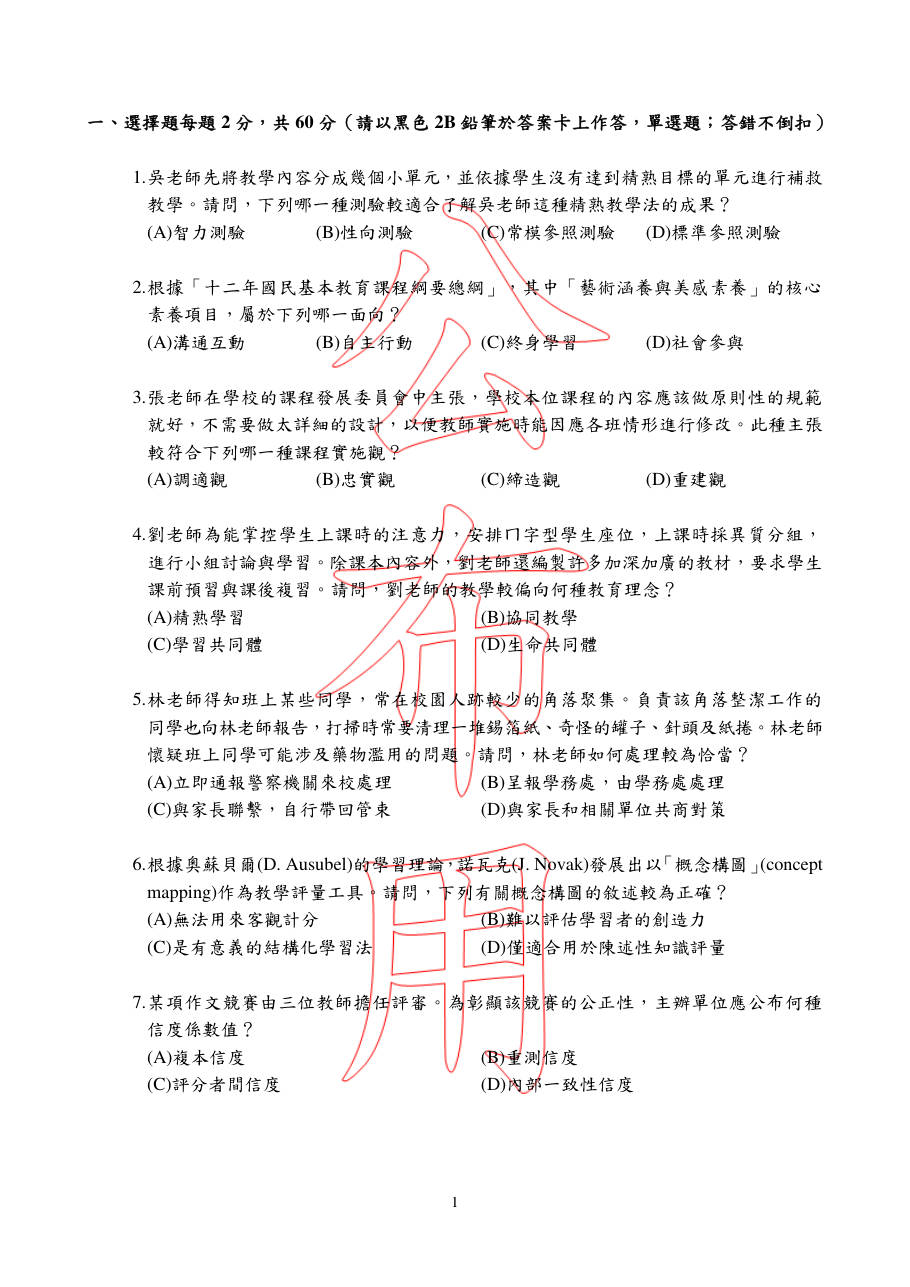 一、選擇題每題 2 分，共 60 分（請以黑色 2B 鉛筆於答案卡上作答，單選題；答錯不倒扣）
1.吳老師先將教學內容分成幾個小單元，並依據學生沒有達到精熟目標的單元進行補救
教學。請問，下列哪一種測驗較適合了解吳老師這種精熟教學法的成果？
(A)智力測驗 (B)性向測驗 (C)常模參照測驗 (D)標準參照測驗
2.根據「十二年國民基本教育課程綱要總綱」，其中「藝術涵養與美感素養」的核心
素養項目，屬於下列哪一面向？
(A)溝通互動 (B)自主行動 (C)終身學習 (D)社會參與
3.張老師在學校的課程發展委員會中主張，學校本位課程的內容應該做原則性的規範
就好，不需要做太詳細的設計，以便教師實施時能因應各班情形進行修改。此種主張
較符合下列哪一種課程實施觀？
(A)調適觀 (B)忠實觀 (C)締造觀 (D)重建觀
4.劉老師為能掌控學生上課時的注意力，安排ㄇ字型學生座位，上課時採異質分組，
進行小組討論與學習。除課本內容外，劉老師還編製許多加深加廣的教材，要求學生
課前預習與課後複習。請問，劉老師的教學較偏向何種教育理念？
(A)精熟學習 (B)協同教學
(C)學習共同體 (D)生命共同體
5.林老師得知班上某些同學，常在校園人跡較少的角落聚集。負責該角落整潔工作的
同學也向林老師報告，打掃時常要清理一堆錫箔紙、奇怪的罐子、針頭及紙捲。林老師
懷疑班上同學可能涉及藥物濫用的問題。請問，林老師如何處理較為恰當？
(A)立即通報警察機關來校處理 (B)呈報學務處，由學務處處理
(C)與家長聯繫，自行帶回管束 (D)與家長和相關單位共商對策
6.根據奧蘇貝爾(D. Ausubel)的學習理論，諾瓦克(J. Novak)發展出以「概念構圖」(concept
mapping)作為教學評量工具。請問，下列有關概念構圖的敘述較為正確？
(A)無法用來客觀計分 (B)難以評估學習者的創造力
(C)是有意義的結構化學習法 (D)僅適合用於陳述性知識評量
7.某項作文競賽由三位教師擔任評審。為彰顯該競賽的公正性，主辦單位應公布何種
信度係數值？
(A)複本信度 (B)重測信度
(C)評分者間信度 (D)內部一致性信度
公布用
1